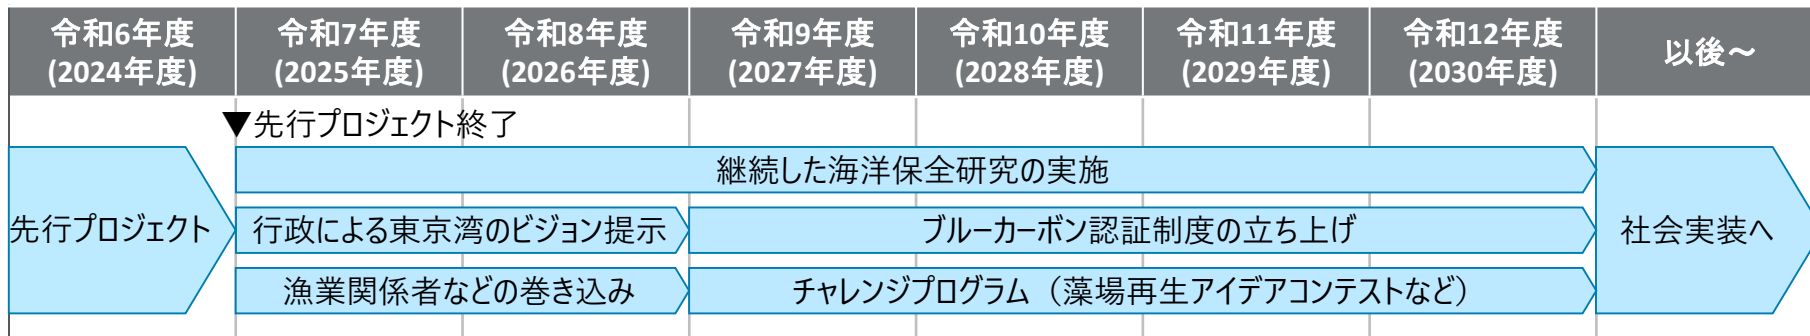 令和6年度
(2024年度)
令和7年度
(2025年度)
令和8年度
(2026年度)
令和9年度
(2027年度)
令和10年度
(2028年度)
令和11年度
(2029年度)
令和12年度
(2030年度)
以後～
▼先行プロジェクト終了
先行プロジェクト
継続した海洋保全研究の実施
行政による東京湾のビジョン提示
ブルーカーボン認証制度の立ち上げ
漁業関係者などの巻き込み
チャレンジプログラム（藻場再生アイデアコンテストなど）
社会実装へ